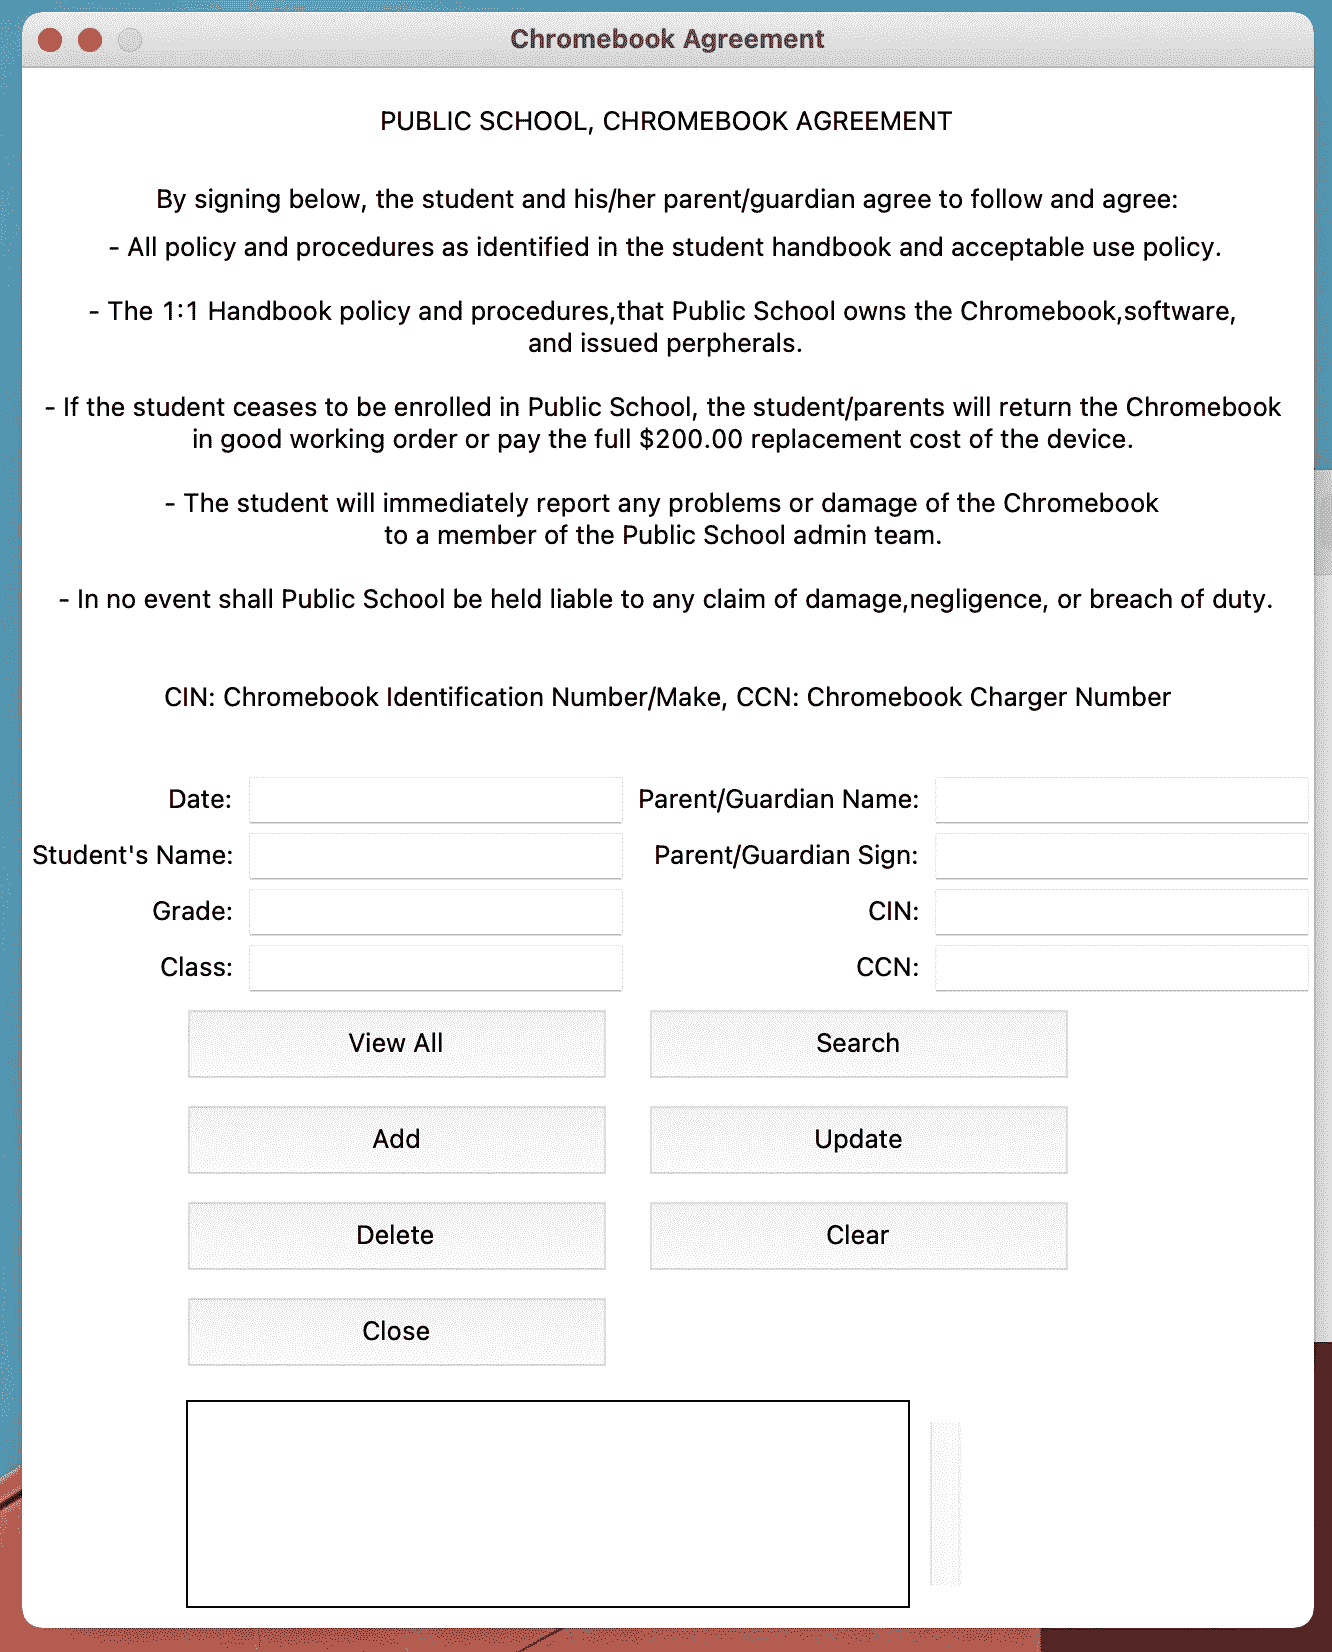 Chromebook Agreement
PUBLIC SCHOOL, CHROMEBOOK AGREEMENT
By signing below, the student and his/her parent/guardian agree to follow and agree:
- All policy and procedures as identified in the student handbook and acceptable use policy.
- The 1:1 Handbook policy and procedures,that Public School owns the Chromebook,software,
and issued perpherals.
- If the student ceases to be enrolled in Public School, the student/parents will return the Chromebook
in good working order or pay the full $200.00 replacement cost of the device.
- The student will immediately report any problems or damage of the Chromebook
to a member of the Public School admin team.
- In no event shall Public School be held liable to any claim of damage,negligence, or breach of duty.
CIN: Chromebook Identification Number/Make, CCN: Chromebook Charger Number
Date: Parent/Guardian Name:
Student's Name: Parent/Guardian Sign:
Grade: CIN:
Class: CCN:
View All Search
Add Update
Delete Clear
Close